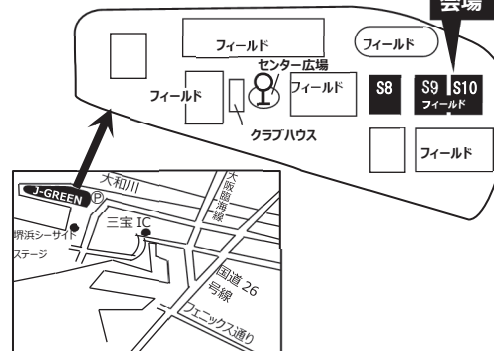 会場
フィールド
フィールド
センター広場
フィールド
フィールド
S8
S9
S10
フィールド
クラブハウス
フィールド
J-GREEN
P
大和川
大阪臨海線
三宝 IC
堺浜シーサイド
ステージ
国道 26
号線
フェニックス通り